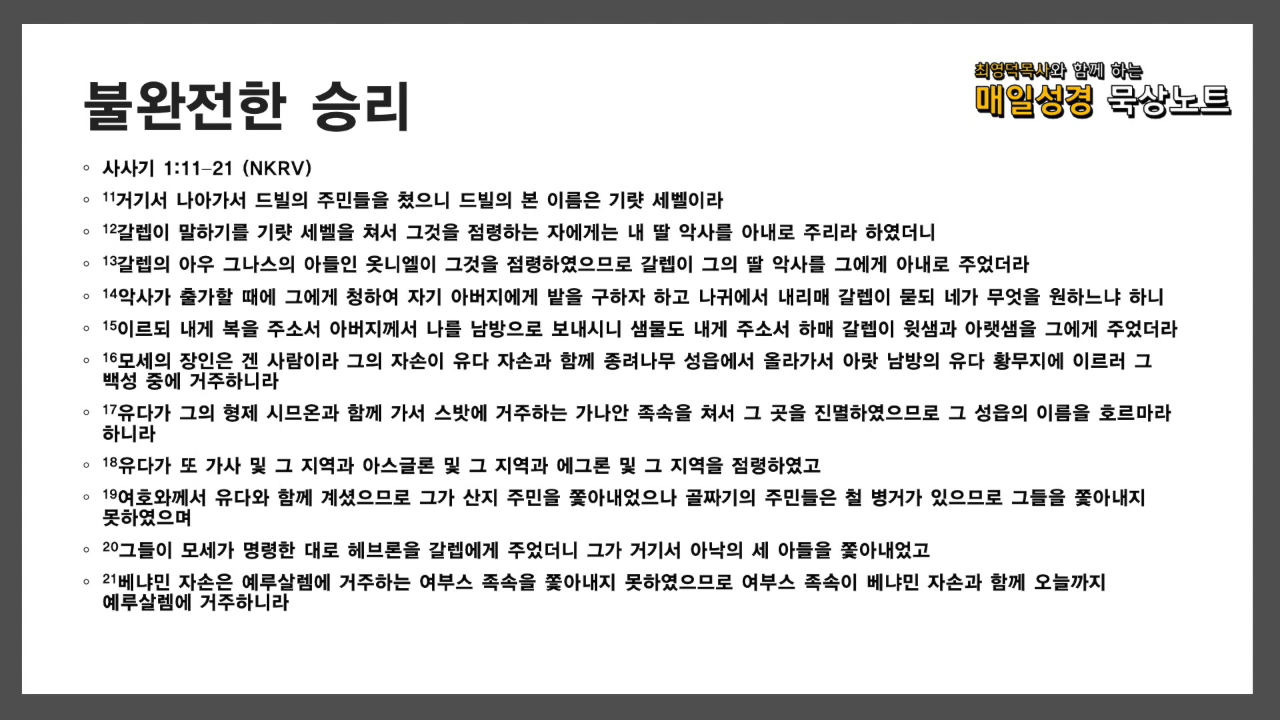 불완전한 승리
최영덕목사와 함께 하는
매일성경 묵상노트
◦ 사사기 1:11–21 (NKRV)
◦ ¹¹거기서 나아가서 드빌의 주민들을 쳤으니 드빌의 본 이름은 기럇 세벨이라
◦ ¹²갈렙이 말하기를 기럇 세벨을 쳐서 그것을 점령하는 자에게는 내 딸 악사를 아내로 주리라 하였더니
◦ ¹³갈렙의 아우 그나스의 아들인 옷니엘이 그것을 점령하였으므로 갈렙이 그의 딸 악사를 그에게 아내로 주었더라
◦ ¹⁴악사가 출가할 때에 그에게 청하여 자기 아버지에게 밭을 구하자 하고 나귀에서 내리매 갈렙이 묻되 네가 무엇을 원하느냐 하니
◦ ¹⁵이르되 내게 복을 주소서 아버지께서 나를 남방으로 보내시니 샘물도 내게 주소서 하매 갈렙이 윗샘과 아랫샘을 그에게 주었더라
◦ ¹⁶모세의 장인은 겐 사람이라 그의 자손이 유다 자손과 함께 종려나무 성읍에서 올라가서 아랏 남방의 유다 황무지에 이르러 그
백성 중에 거주하니라
◦ ¹⁷유다가 그의 형제 시므온과 함께 가서 스밧에 거주하는 가나안 족속을 쳐서 그 곳을 진멸하였으므로 그 성읍의 이름을 호르마라
하니라
◦ ¹⁸유다가 또 가사 및 그 지역과 아스글론 및 그 지역과 에그론 및 그 지역을 점령하였고
◦ ¹⁹여호와께서 유다와 함께 계셨으므로 그가 산지 주민을 쫓아내었으나 골짜기의 주민들은 철 병거가 있으므로 그들을 쫓아내지
못하였으며
◦ ²⁰그들이 모세가 명령한 대로 헤브론을 갈렙에게 주었더니 그가 거기서 아낙의 세 아들을 쫓아내었고
◦ ²¹베냐민 자손은 예루살렘에 거주하는 여부스 족속을 쫓아내지 못하였으므로 여부스 족속이 베냐민 자손과 함께 오늘까지
예루살렘에 거주하니라